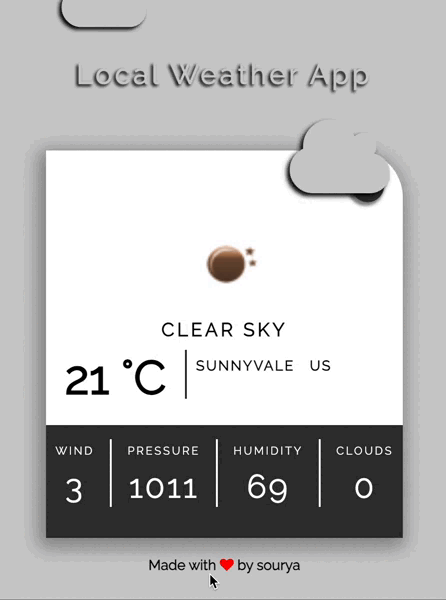 Local Weather App
CLEAR SKY
21 °C
SUNNYVALE US
WIND PRESSURE HUMIDITY CLOUDS
3 1011 69 0
Made with ❤ by sourya